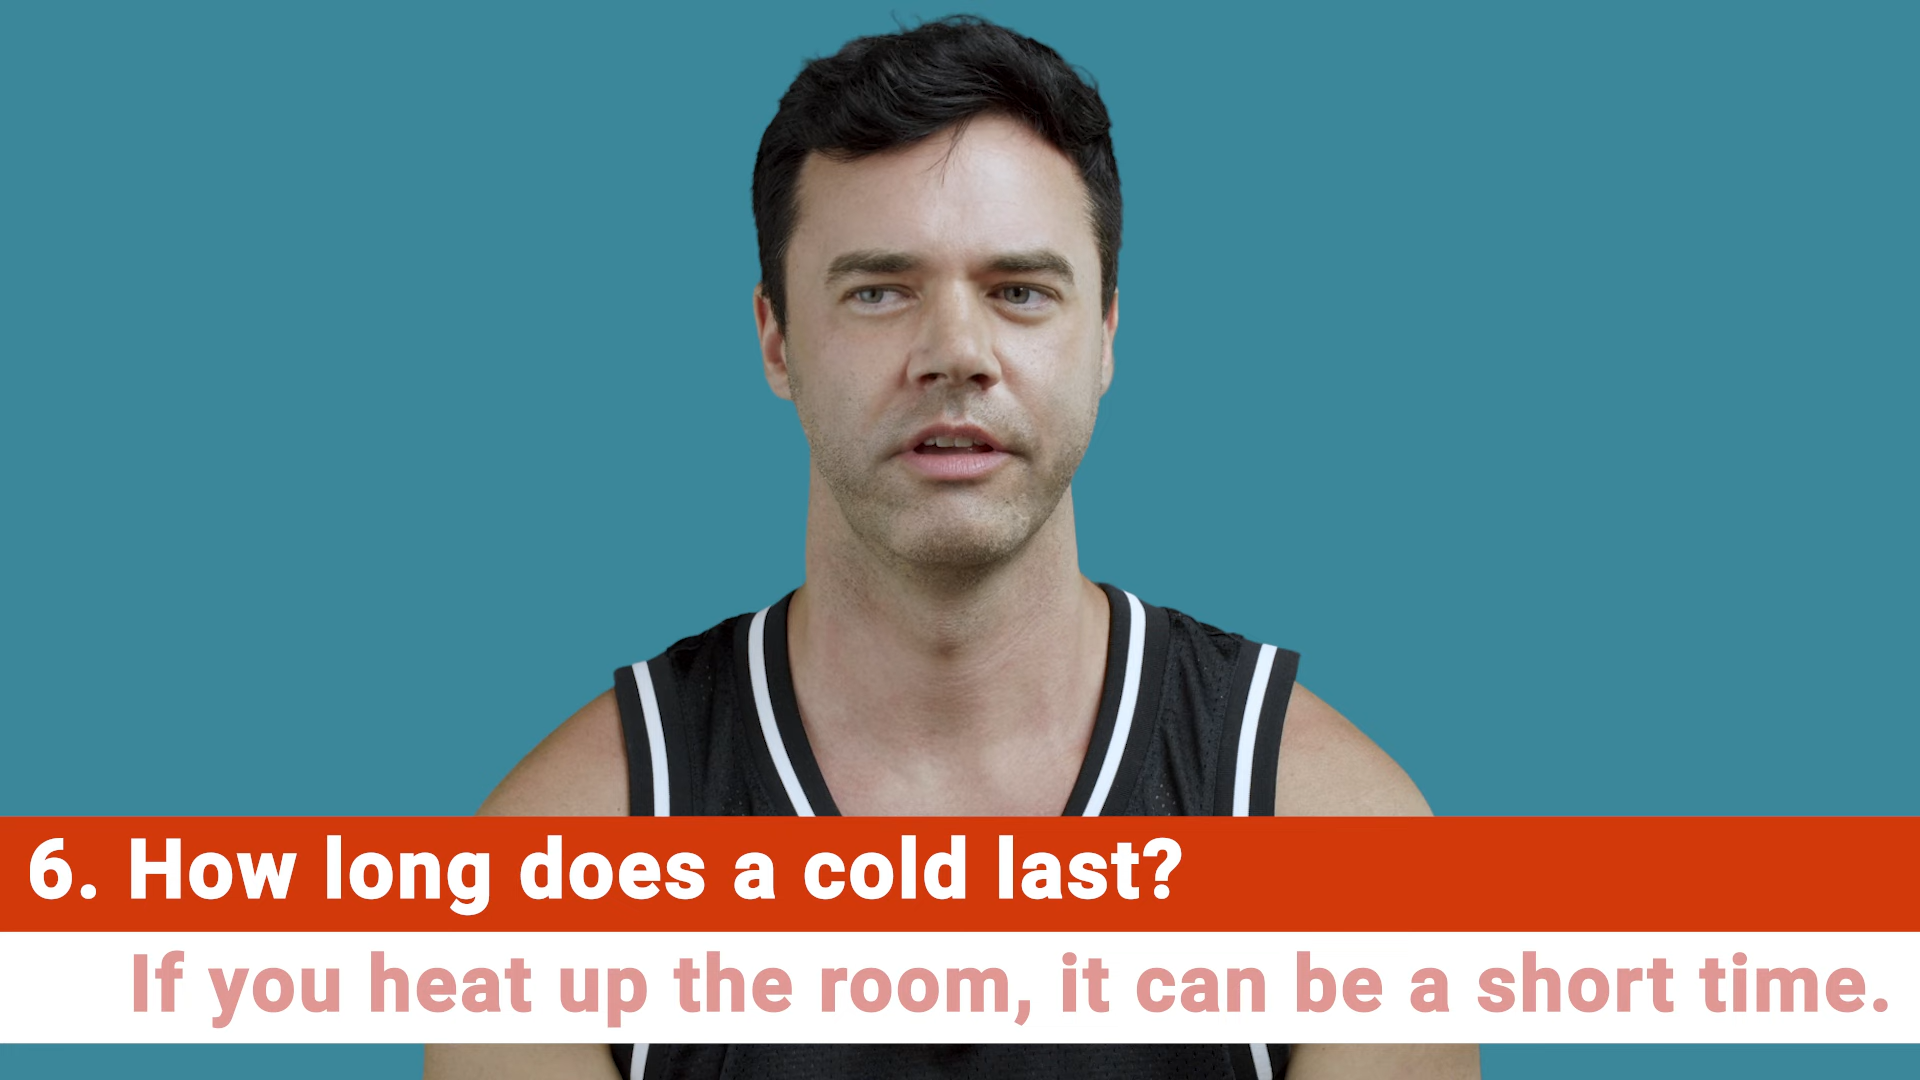 6. How long does a cold last?
If you heat up the room, it can be a short time.